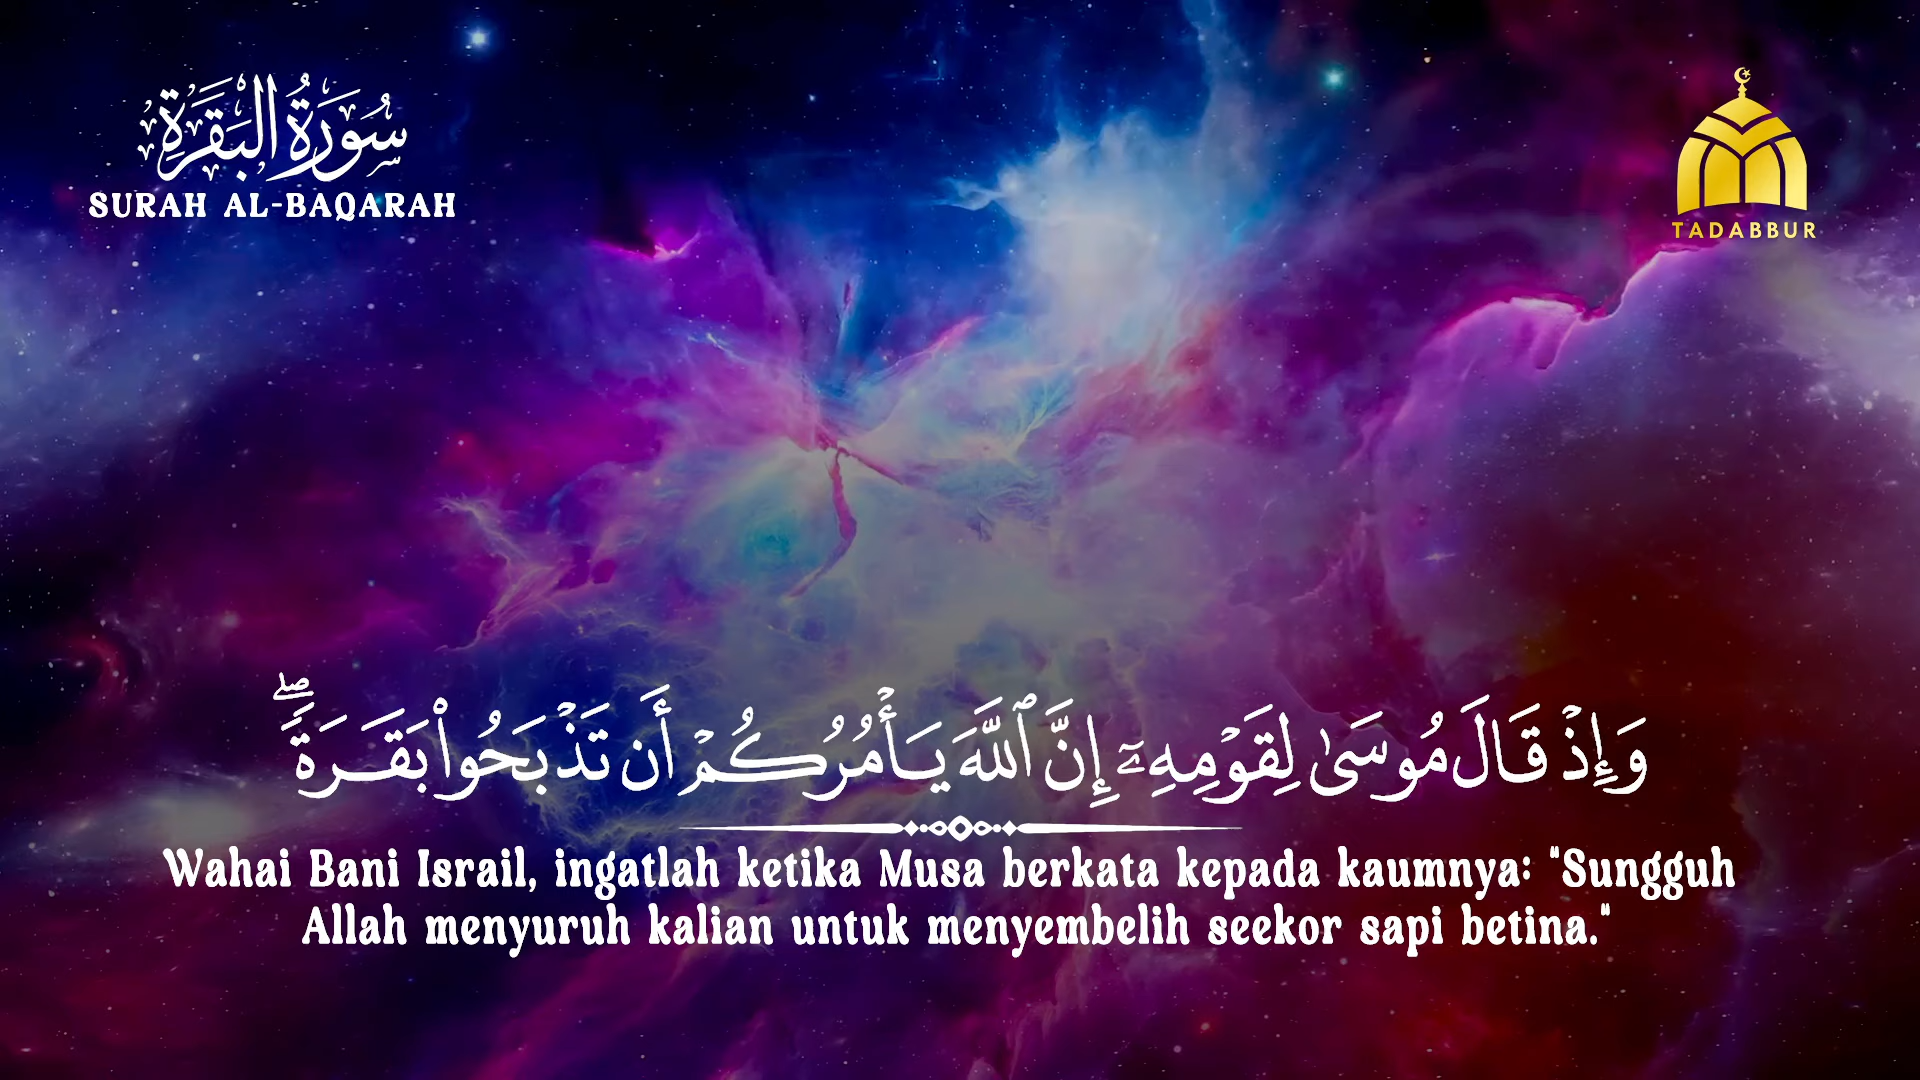 سُورَةُ البَقَرَةِ
SURAH AL-BAQARAH
TADABBUR
وَإِذۡ قَالَ مُوسَىٰ لِقَوۡمِهِۦٓ إِنَّ ٱللَّهَ يَأۡمُرُكُمۡ أَن تَذۡبَحُواْ بَقَرَةٗۖ
Wahai Bani Israil, ingatlah ketika Musa berkata kepada kaumnya: "Sungguh
Allah menyuruh kalian untuk menyembelih seekor sapi betina."